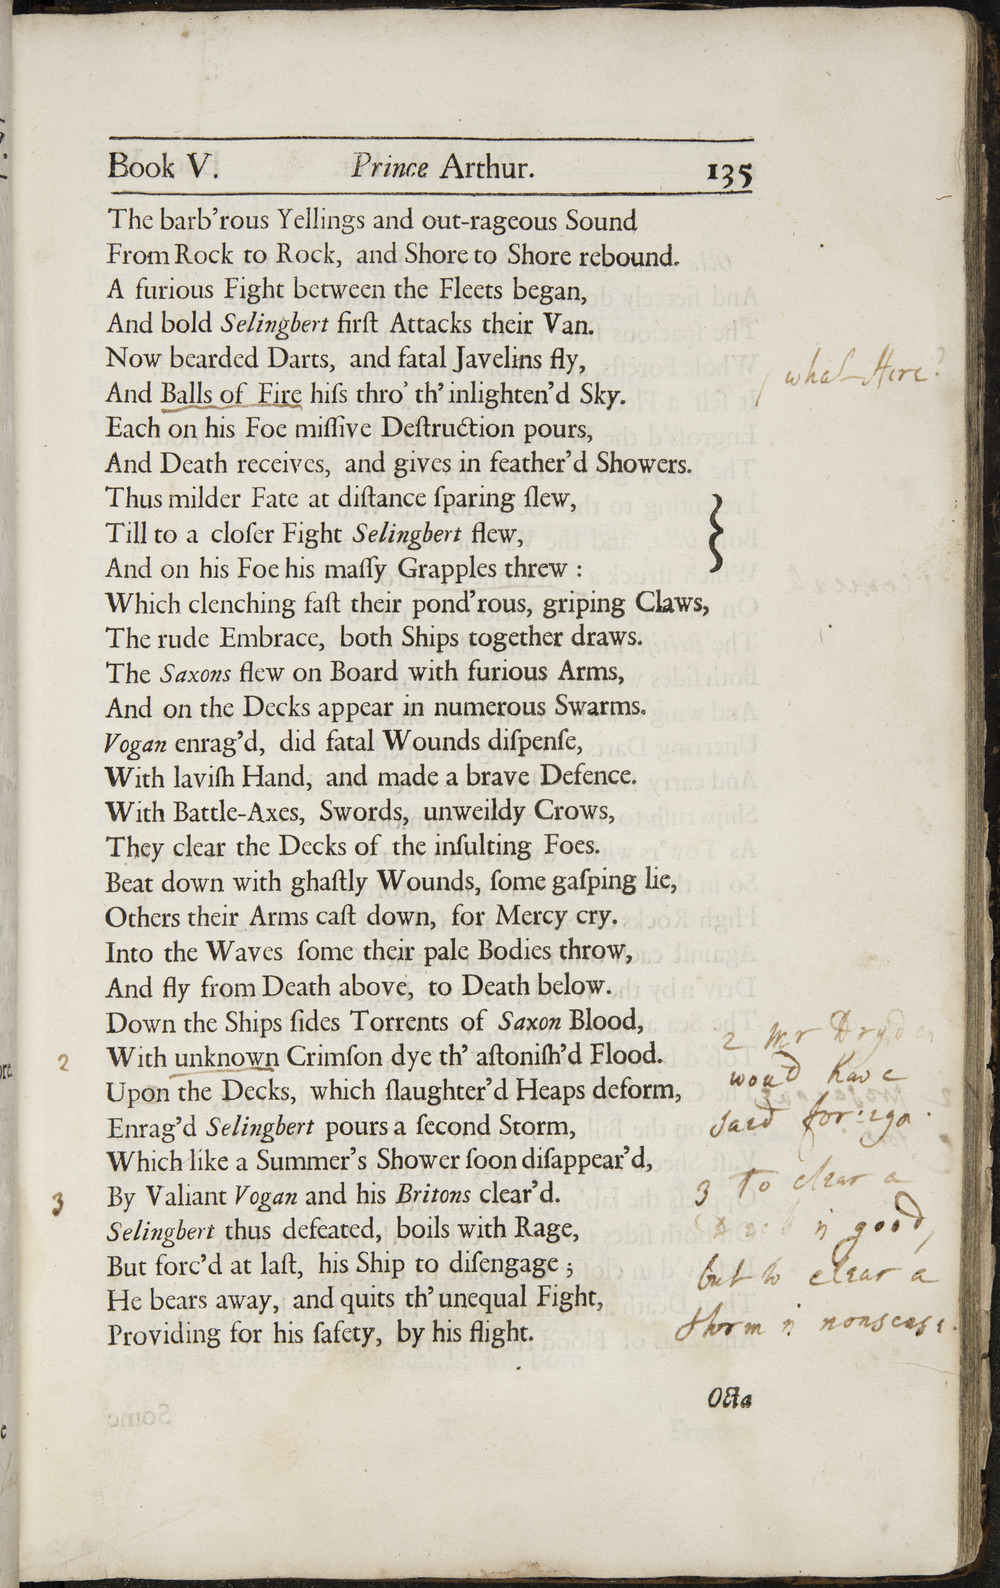 Book V. Prince Arthur. 135
The barb'rous Yellings and out-rageous Sound
From Rock to Rock, and Shore to Shore rebound.
A furious Fight between the Fleets began,
And bold Selingbert firſt Attacks their Van.
Now bearded Darts, and fatal Javelins fly,
what Here?
And Balls of Fire hiſs thro' th' inlighten'd Sky.
Each on his Foe miſſive Deſtruction pours,
And Death receives, and gives in feather'd Showers.
Thus milder Fate at diſtance ſparing ſlew,
Till to a cloſer Fight Selingbert flew,
And on his Foe his maſſy Grapples threw :
Which clenching faſt their pond'rous, griping Claws,
The rude Embrace, both Ships together draws.
The Saxons flew on Board with furious Arms,
And on the Decks appear in numerous Swarms.
Vogan enrag'd, did fatal Wounds diſpenſe,
With laviſh Hand, and made a brave Defence.
With Battle-Axes, Swords, unweildy Crows,
They clear the Decks of the inſulting Foes.
Beat down with ghaſtly Wounds, ſome gaſping lie,
Others their Arms caſt down, for Mercy cry.
Into the Waves ſome their pale Bodies throw,
And fly from Death above, to Death below.
Down the Ships ſides Torrents of Saxon Blood,
2 With unknown Crimſon dye th' aſtoniſh'd Flood.
Upon the Decks, which ſlaughter'd Heaps deform,
Enrag'd Selingbert pours a ſecond Storm,
Which like a Summer's Shower ſoon diſappear'd,
3 By Valiant Vogan and his Britons clear'd.
Selingbert thus defeated, boils with Rage,
But forc'd at laſt, his Ship to diſengage ;
He bears away, and quits th' unequal Fight,
Providing for his ſafety, by his flight.
2 Mr Dryden
woud have
said
3 To clear a
is good,
but to clear a
storm is nonsense.
Octa